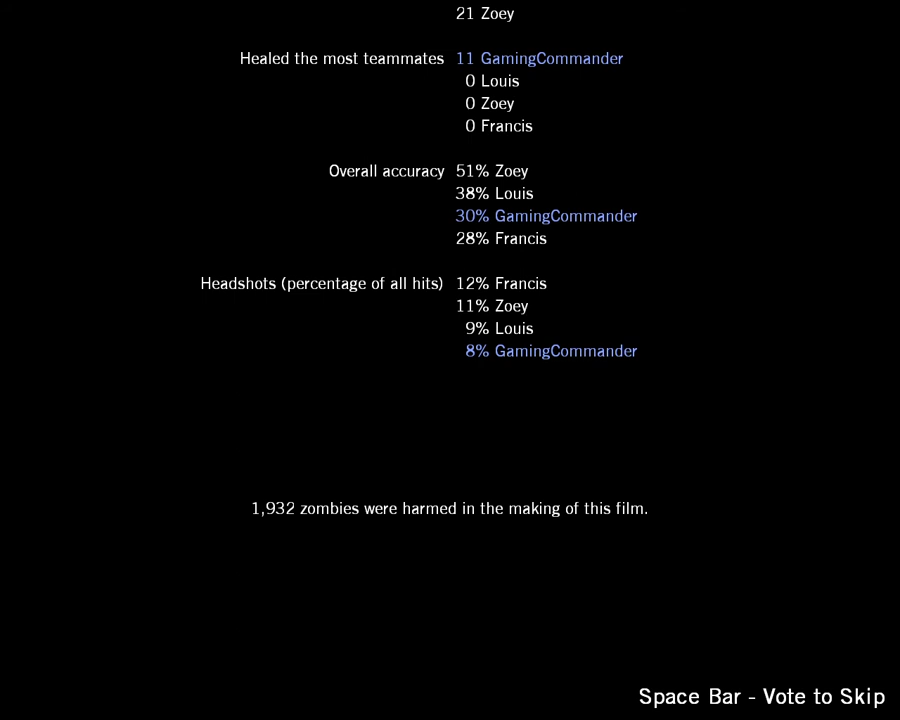 21 Zoey
Healed the most teammates 11 GamingCommander
0 Louis
0 Zoey
0 Francis
Overall accuracy 51% Zoey
38% Louis
30% GamingCommander
28% Francis
Headshots (percentage of all hits) 12% Francis
11% Zoey
9% Louis
8% GamingCommander
1,932 zombies were harmed in the making of this film.
Space Bar - Vote to Skip